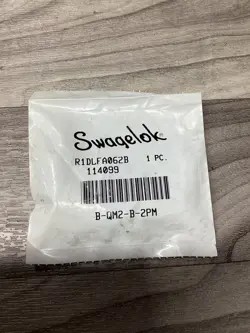 Swagelok
R1DLFA062B 1 PC.
114099
B-QM2-B-2PM